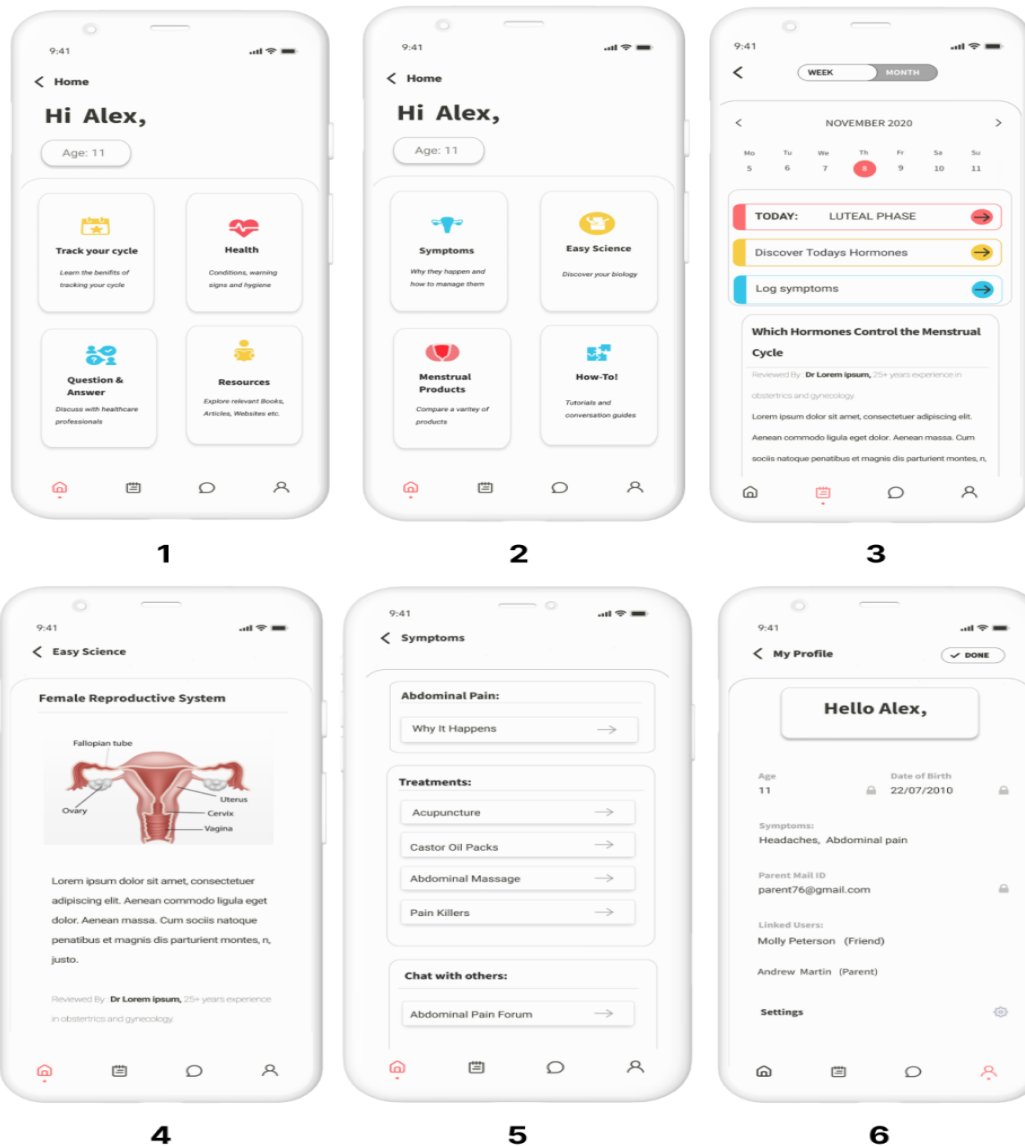 9:41
Home
Hi Alex,
Age: 11
Track your cycle
Learn the benifits of
tracking your cycle
Health
Conditions, warning
signs and hygiene
Question &
Answer
Discuss with healthcare
professionals
Resources
Explore relevant Books,
Articles, Websites etc.
1
9:41
Home
Hi Alex,
Age: 11
Symptoms
Why they happen and
how to manage them
Easy Science
Discover your biology
Menstrual
Products
Compare a varitey of
products
How-To!
Tutorials and
conversation guides
2
9:41
WEEK MONTH
NOVEMBER 2020
Mo Tu We Th Fr Sa Su
5 6 7 8 9 10 11
TODAY: LUTEAL PHASE
Discover Todays Hormones
Log symptoms
Which Hormones Control the Menstrual
Cycle
Reviewed By: Dr Lorem ipsum, 25+ years experience in
obstetrics and gynecology.
Lorem ipsum dolor sit amet, consectetuer adipiscing elit.
Aenean commodo ligula eget dolor. Aenean massa. Cum
sociis natoque penatibus et magnis dis parturient montes, n,
3
9:41
Easy Science
Female Reproductive System
Fallopian tube
Ovary
Uterus
Cervix
Vagina
Lorem ipsum dolor sit amet, consectetuer
adipiscing elit. Aenean commodo ligula eget
dolor. Aenean massa. Cum sociis natoque
penatibus et magnis dis parturient montes, n,
justo.
Reviewed By: Dr Lorem ipsum, 25+ years experience
in obstetrics and gynecology.
4
9:41
Symptoms
Abdominal Pain:
Why It Happens
Treatments:
Acupuncture
Castor Oil Packs
Abdominal Massage
Pain Killers
Chat with others:
Abdominal Pain Forum
5
9:41
My Profile
DONE
Hello Alex,
Age
11
Date of Birth
22/07/2010
Symptoms:
Headaches, Abdominal pain
Parent Mail ID
parent76@gmail.com
Linked Users:
Molly Peterson (Friend)
Andrew Martin (Parent)
Settings
6